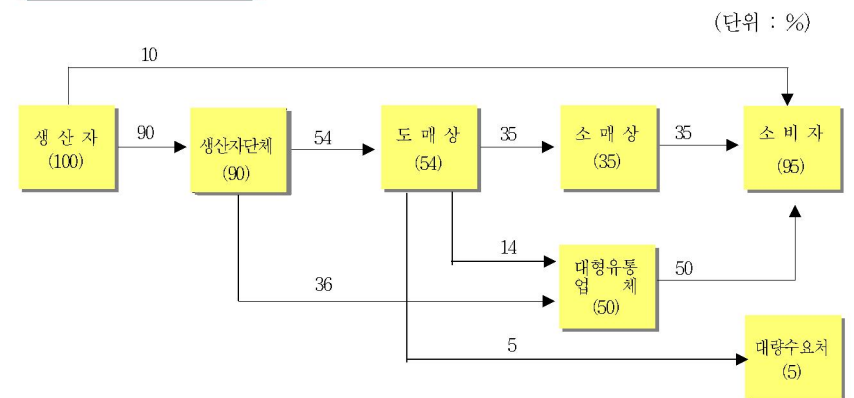 (단위 : %)
10
생 산 자
(100)
90
생산자단체
(90)
54
도 매 상
(54)
35
소 매 상
(35)
35
소 비 자
(95)
14
36
대형유통
업 체
(50)
50
5
대량수요처
(5)